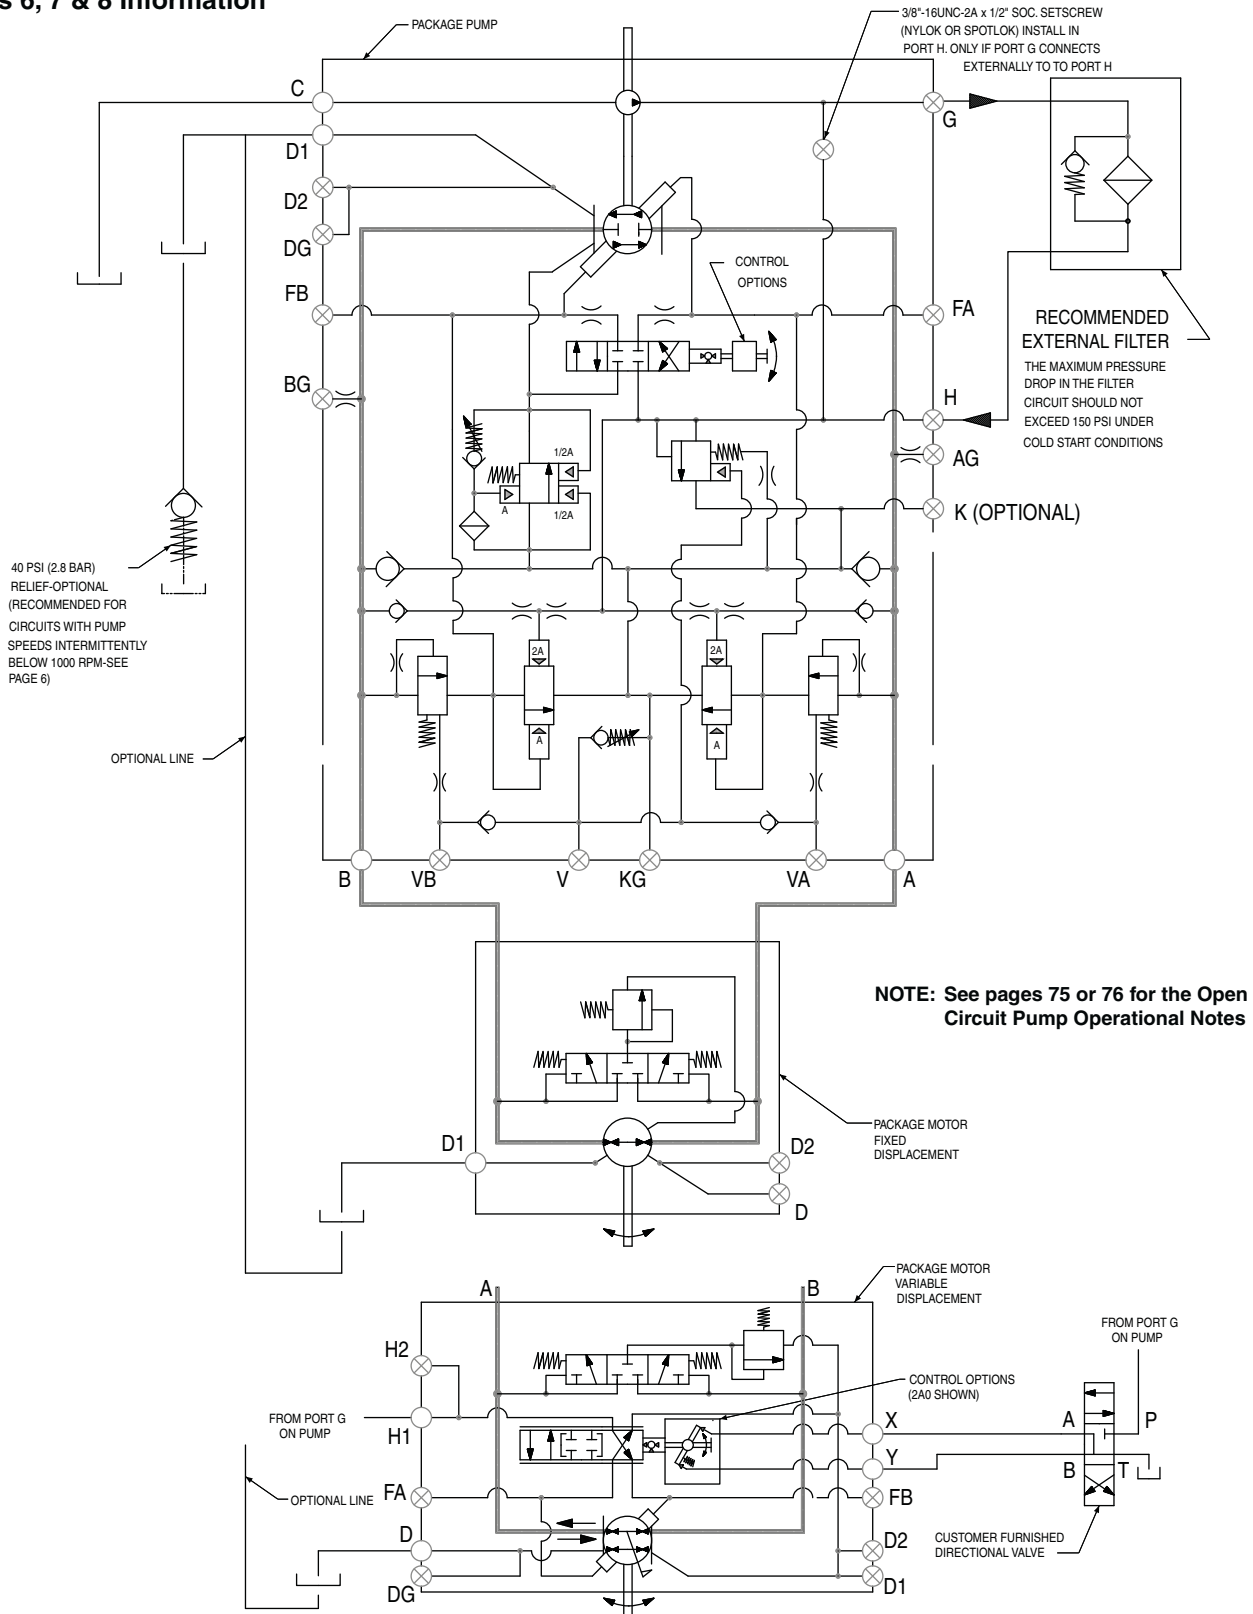 s 6, 7 & 8 Information
PACKAGE PUMP
3/8"-16UNC-2A x 1/2" SOC. SETSCREW
(NYLOK OR SPOTLOK) INSTALL IN
PORT H. ONLY IF PORT G CONNECTS
EXTERNALLY TO TO PORT H
C
G
D1
D2
DG
CONTROL
OPTIONS
FB
FA
RECOMMENDED
EXTERNAL FILTER
THE MAXIMUM PRESSURE
DROP IN THE FILTER
CIRCUIT SHOULD NOT
EXCEED 150 PSI UNDER
COLD START CONDITIONS
BG
H
AG
1/2A
A
1/2A
K (OPTIONAL)
40 PSI (2.8 BAR)
RELIEF-OPTIONAL
(RECOMMENDED FOR
CIRCUITS WITH PUMP
SPEEDS INTERMITTENTLY
BELOW 1000 RPM-SEE
PAGE 6)
2A
2A
A
A
OPTIONAL LINE
B
VB
V
KG
VA
A
NOTE: See pages 75 or 76 for the Open
Circuit Pump Operational Notes
PACKAGE MOTOR
FIXED
DISPLACEMENT
D1
D2
D
PACKAGE MOTOR
VARIABLE
DISPLACEMENT
A
B
FROM PORT G
ON PUMP
H2
CONTROL OPTIONS
(2A0 SHOWN)
FROM PORT G
ON PUMP
H1
X
A
P
Y
B
T
OPTIONAL LINE
FA
FB
D
D2
CUSTOMER FURNISHED
DIRECTIONAL VALVE
DG
D1